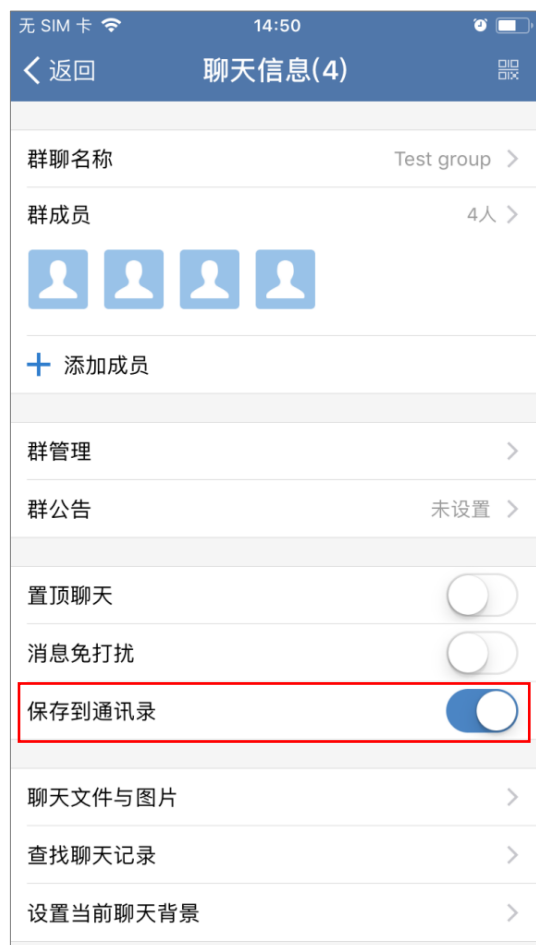 无 SIM 卡 14:50
返回 聊天信息(4)
群聊名称 Test group
群成员 4人
添加成员
群管理
群公告 未设置
置顶聊天
消息免打扰
保存到通讯录
聊天文件与图片
查找聊天记录
设置当前聊天背景